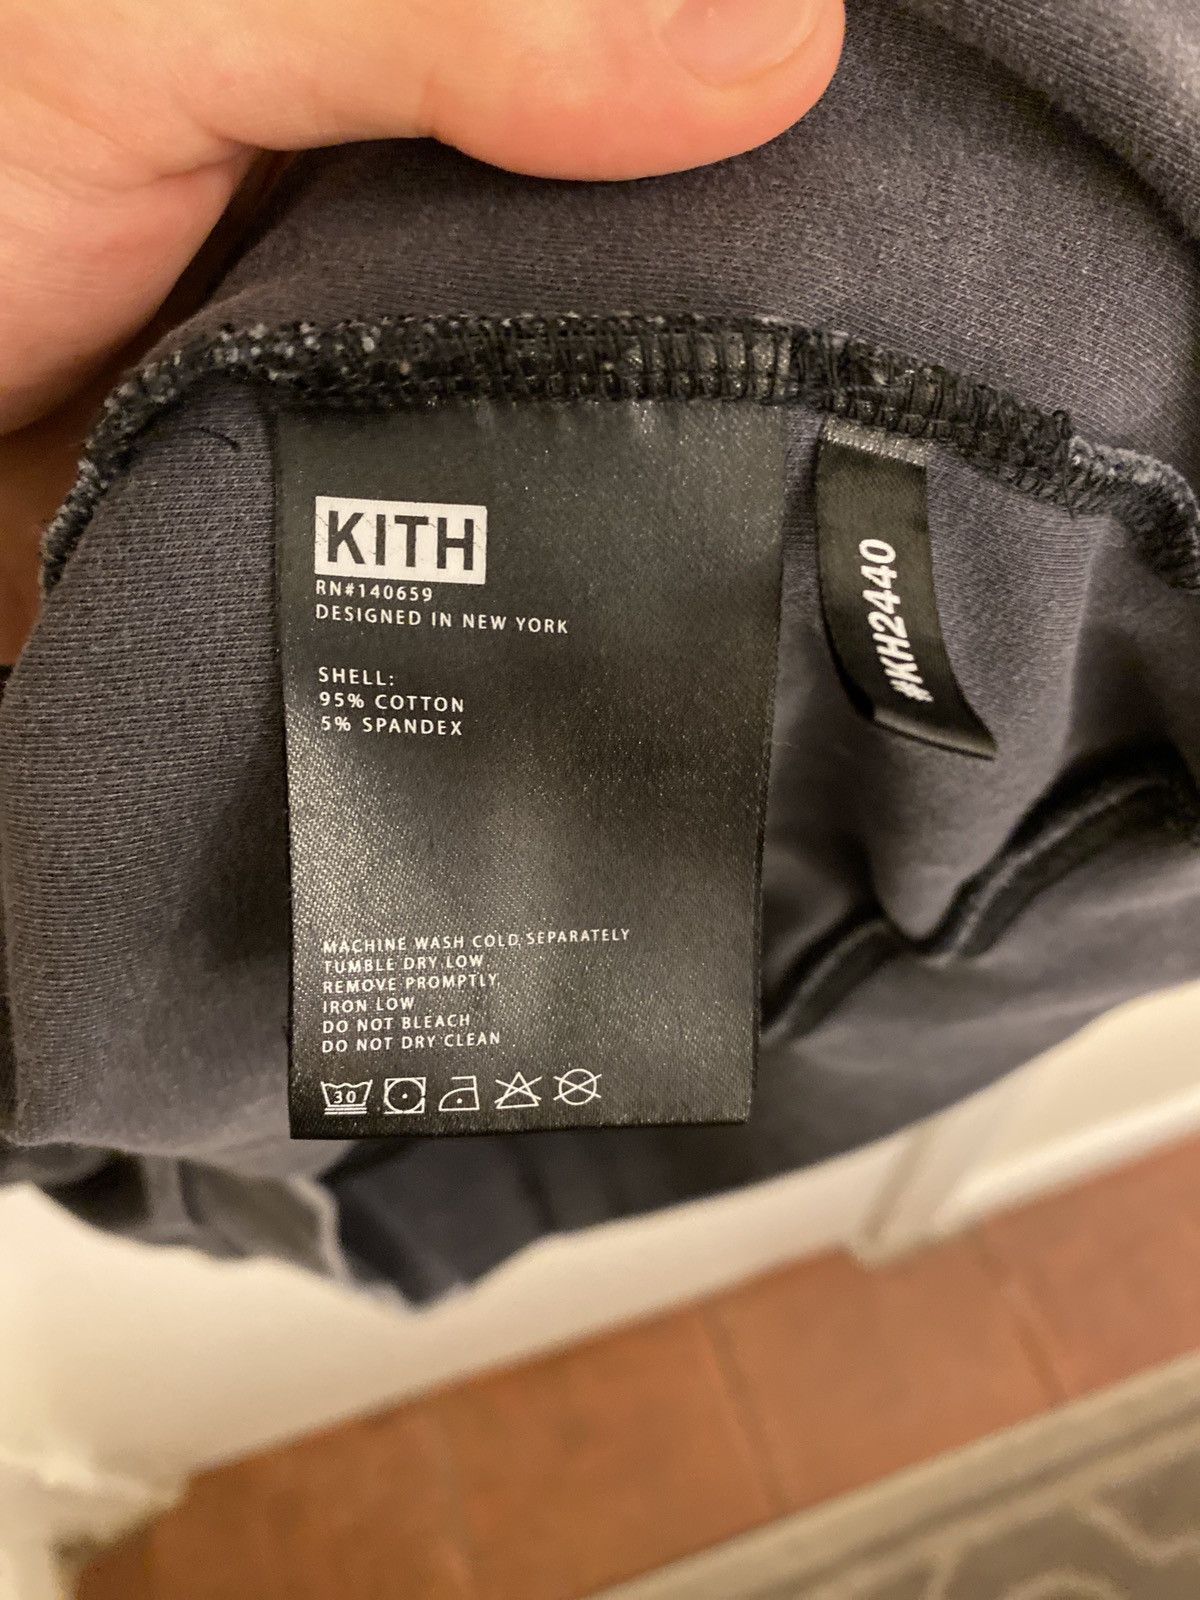 KITH
RN#140659
DESIGNED IN NEW YORK
SHELL:
95% COTTON
5% SPANDEX
MACHINE WASH COLD SEPARATELY
TUMBLE DRY LOW
REMOVE PROMPTLY
IRON LOW
DO NOT BLEACH
DO NOT DRY CLEAN
30
#KH2440